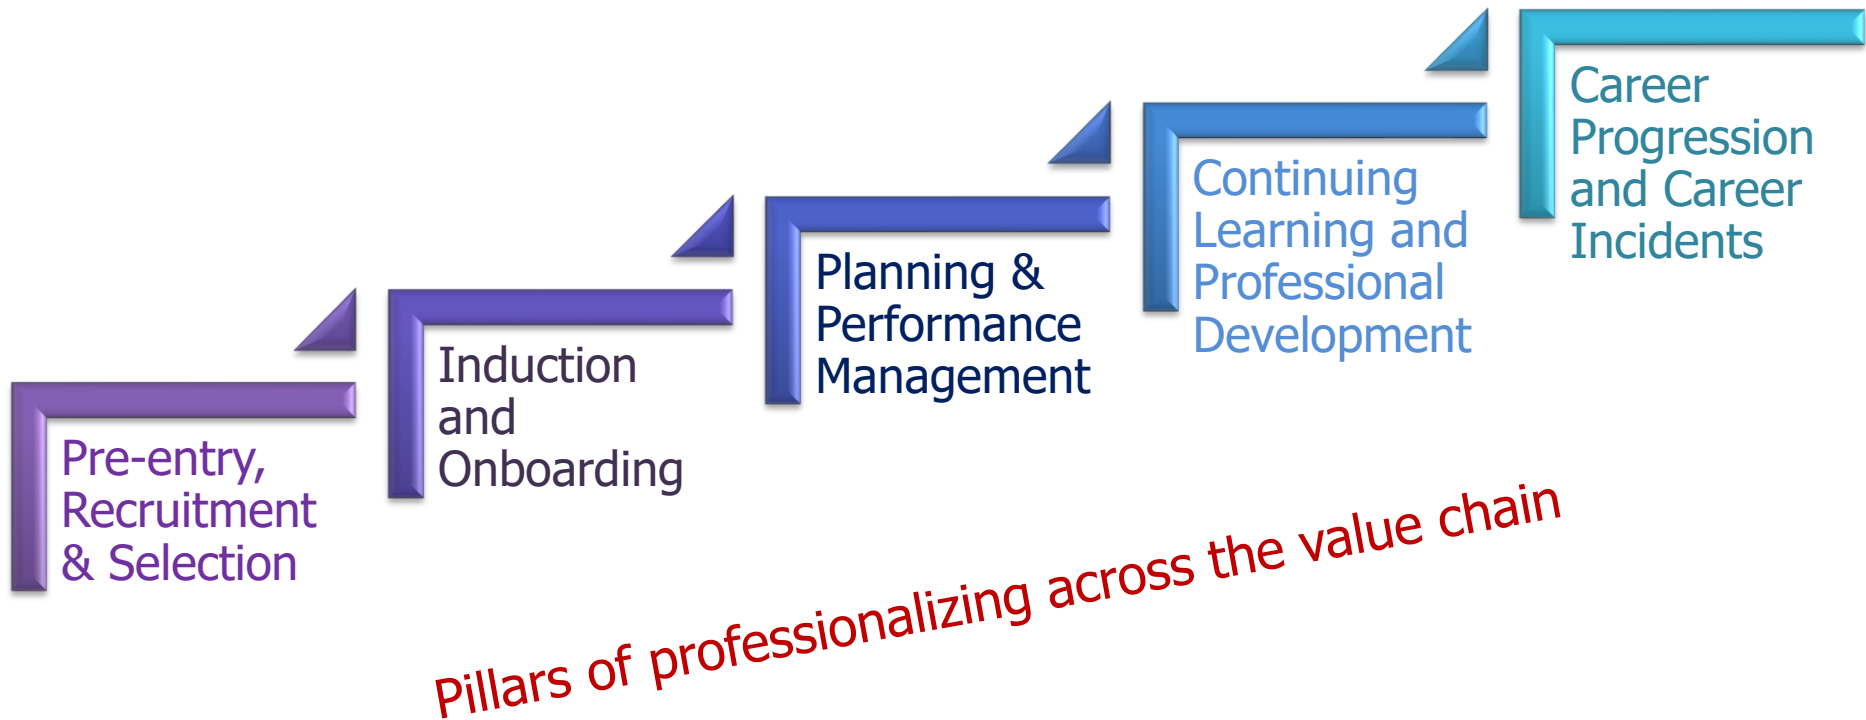 Pre-entry,
Recruitment
& Selection
Induction
and
Onboarding
Planning &
Performance
Management
Continuing
Learning and
Professional
Development
Career
Progression
and Career
Incidents
Pillars of professionalizing across the value chain